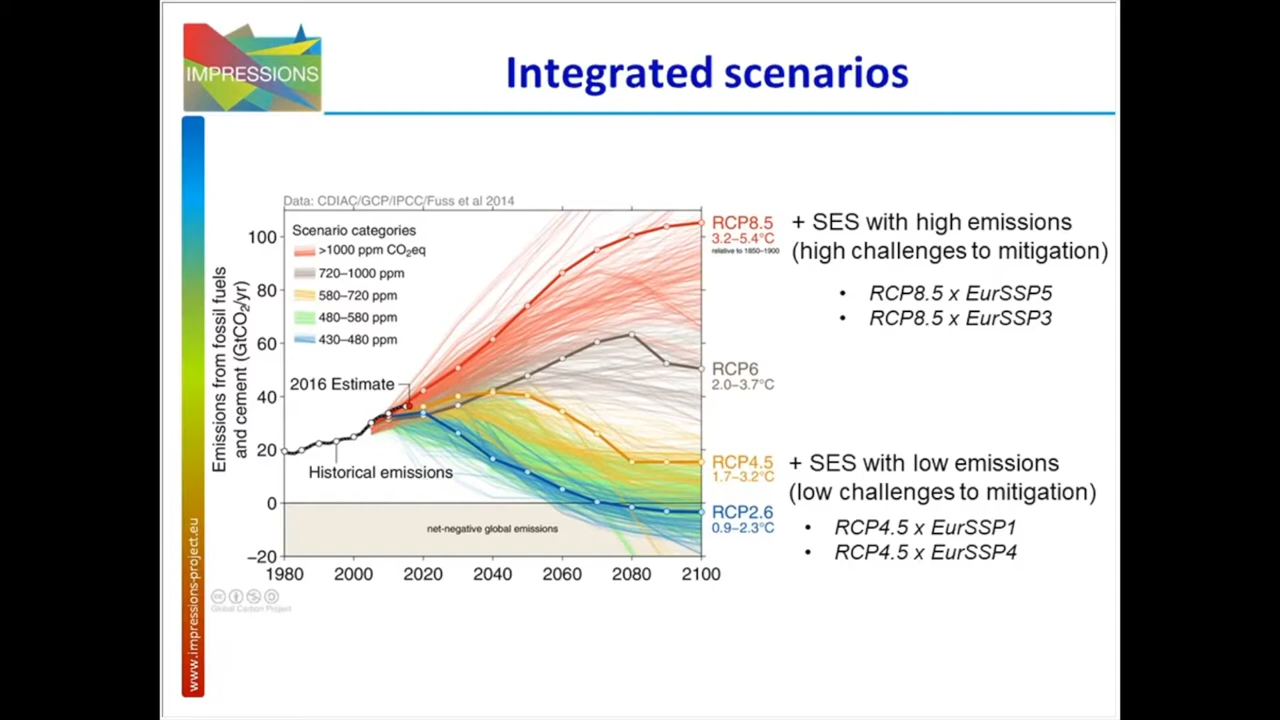 IMPRESSIONS
Integrated scenarios
www.impressions-project.eu
Data: CDIAC/GCP/IPCC/Fuss et al 2014
Emissions from fossil fuels
and cement (GtCO₂/yr)
100
80
60
40
20
0
−20
Scenario categories
>1000 ppm CO₂eq
720–1000 ppm
580–720 ppm
480–580 ppm
430–480 ppm
2016 Estimate
Historical emissions
net-negative global emissions
1980 2000 2020 2040 2060 2080 2100
RCP8.5
3.2–5.4°C
relative to 1850–1900
RCP6
2.0–3.7°C
RCP4.5
1.7–3.2°C
RCP2.6
0.9–2.3°C
+ SES with high emissions
(high challenges to mitigation)
• RCP8.5 x EurSSP5
• RCP8.5 x EurSSP3
+ SES with low emissions
(low challenges to mitigation)
• RCP4.5 x EurSSP1
• RCP4.5 x EurSSP4
Global Carbon Project